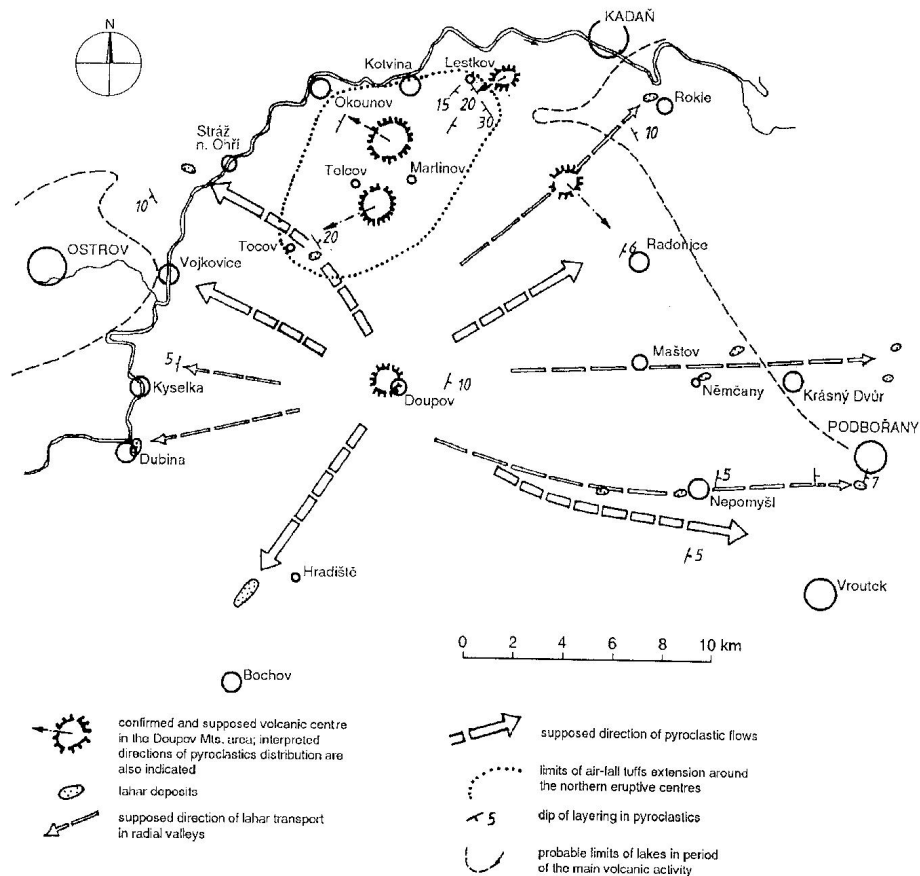 N
KADAŇ
Kotvina
Lestkov
Okounov
15
20
30
Rokle
10
Stráž
n. Ohří
Tolcov
Martinov
10
OSTROV
Tocov
20
6
Radonice
Vojkovice
5
Kyselka
10
Doupov
Maštov
Němčany
Krásný Dvůr
PODBOŘANY
Dubina
5
Nepomyšl
7
5
Hradiště
Vroutek
0 2 4 6 8 10 km
Bochov
confirmed and supposed volcanic centre
in the Doupov Mts. area; interpreted
directions of pyroclastics distribution are
also indicated
lahar deposits
supposed direction of lahar transport
in radial valleys
supposed direction of pyroclastic flows
limits of air-fall tuffs extension around
the northern eruptive centres
5
dip of layering in pyroclastics
probable limits of lakes in period
of the main volcanic activity